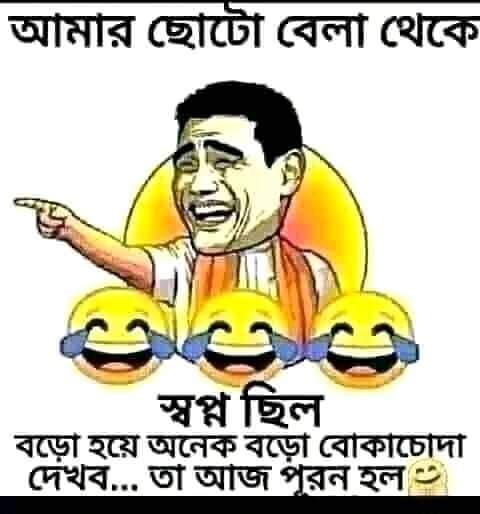 আমার ছোটো বেলা থেকে
স্বপ্ন ছিল
বড়ো হয়ে অনেক বড়ো বোকাচোদা
দেখব... তা আজ পূরন হল